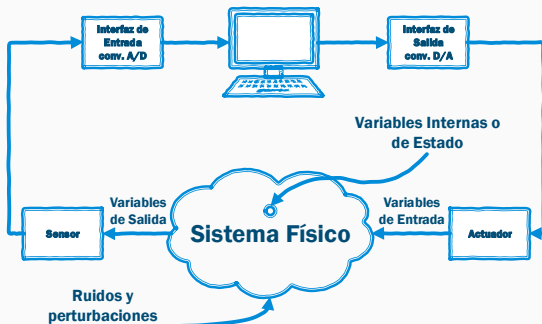 Interfaz de
Entrada
conv. A/D
Interfaz de
Salida
conv. D/A
Variables Internas o
de Estado
Variables
de Salida
Variables
de Entrada
Sensor
Sistema Físico
Actuador
Ruidos y
perturbaciones